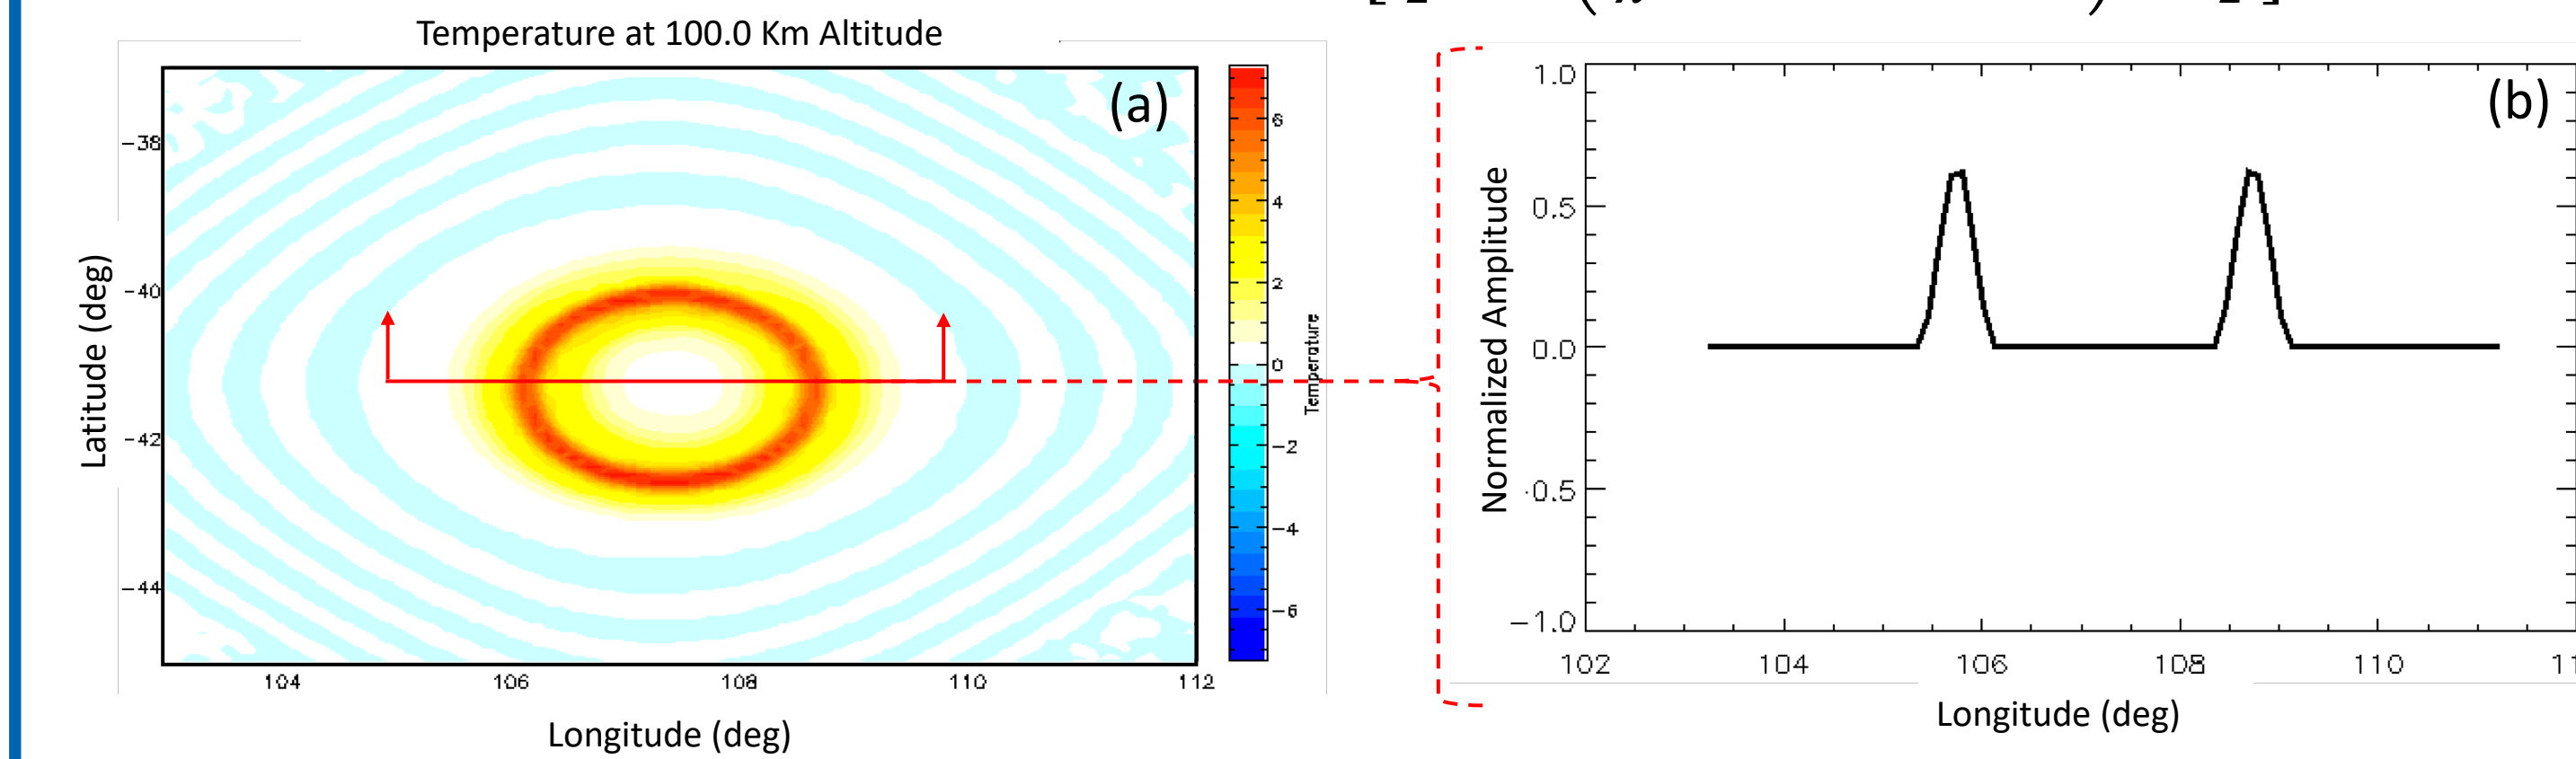 Temperature at 100.0 Km Altitude
(a)
−38
−40
−42
−44
Latitude (deg)
104 106 108 110 112
Longitude (deg)
6
4
2
0
−2
−4
−6
Temperature
(b)
1.0
0.5
0.0
-0.5
−1.0
Normalized Amplitude
102 104 106 108 110
Longitude (deg)